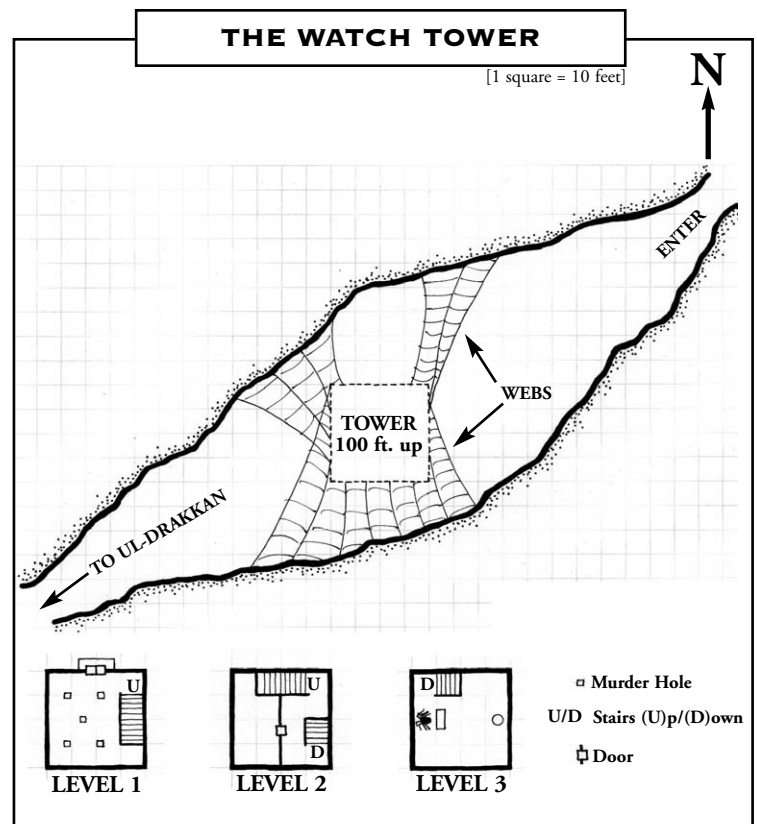 THE WATCH TOWER
[1 square = 10 feet]
N
ENTER
WEBS
TOWER
100 ft. up
TO UL-DRAKKAN
U
LEVEL 1
U
D
LEVEL 2
D
LEVEL 3
Murder Hole
U/D Stairs (U)p/(D)own
Door